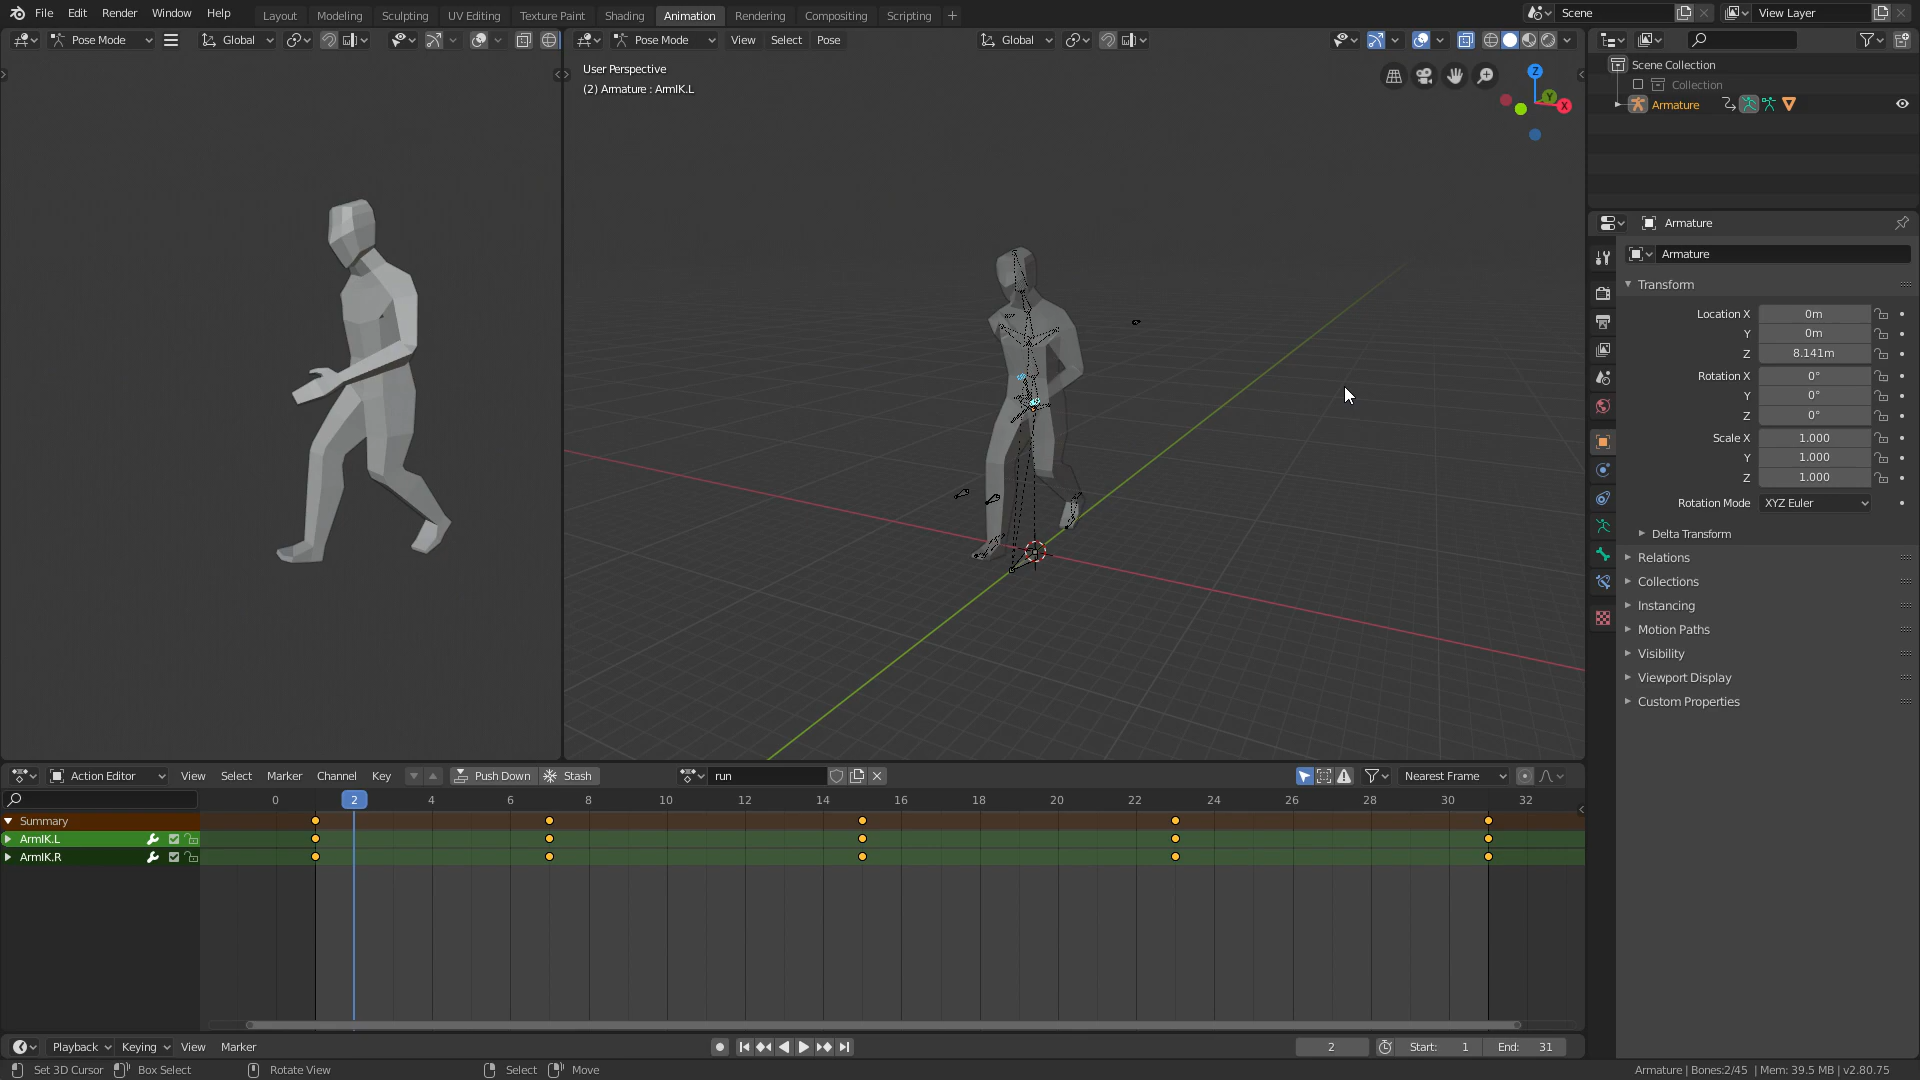 File Edit Render Window Help Layout Modeling Sculpting UV Editing Texture Paint Shading Animation Rendering Compositing Scripting Scene View Layer
Pose Mode Global
Pose Mode View Select Pose Global
User Perspective
(2) Armature : ArmIK.L
Z
Y
X
Scene Collection
Collection
Armature
Armature
Armature
Transform
Location X 0m
Y 0m
Z 8.141m
Rotation X 0°
Y 0°
Z 0°
Scale X 1.000
Y 1.000
Z 1.000
Rotation Mode XYZ Euler
Delta Transform
Relations
Collections
Instancing
Motion Paths
Visibility
Viewport Display
Custom Properties
Action Editor View Select Marker Channel Key Push Down Stash run Nearest Frame
0 2 4 6 8 10 12 14 16 18 20 22 24 26 28 30 32
Summary
ArmIK.L
ArmIK.R
Playback Keying View Marker 2 Start: 1 End: 31
Set 3D Cursor Box Select Rotate View Select Move Armature | Bones:2/45 | Mem: 39.5 MB | v2.80.75